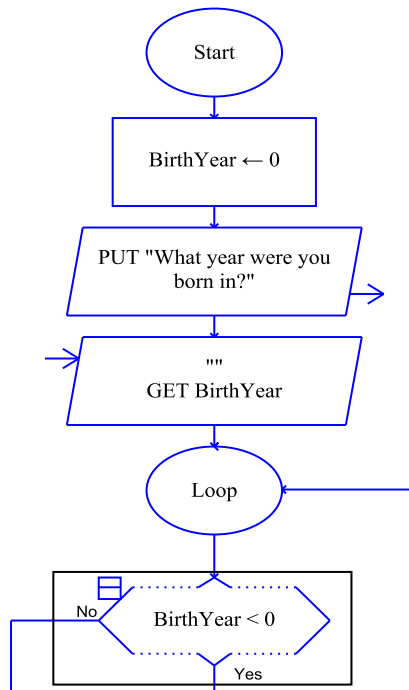 Start
BirthYear ← 0
PUT "What year were you
born in?"
""
GET BirthYear
Loop
No
BirthYear < 0
Yes